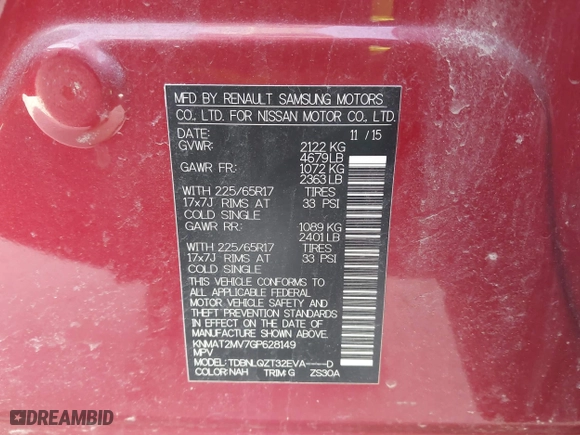 MFD BY RENAULT SAMSUNG MOTORS
CO. LTD. FOR NISSAN MOTOR CO. LTD.
DATE: 11 / 15
GVWR: 2122 KG
4679 LB
GAWR FR: 1072 KG
2363 LB
WITH 225/65R17 TIRES
17x7J RIMS AT 33 PSI
COLD SINGLE
GAWR RR: 1089 KG
2401 LB
WITH 225/65R17 TIRES
17x7J RIMS AT 33 PSI
COLD SINGLE
THIS VEHICLE CONFORMS TO
ALL APPLICABLE FEDERAL
MOTOR VEHICLE SAFETY AND
THEFT PREVENTION STANDARDS
IN EFFECT ON THE DATE OF
MANUFACTURE SHOWN ABOVE.
KNMAT2MV7GP628149
MPV
MODEL: TDBNLQZT32EVA----D
COLOR: NAH TRIM: G ZS30A
DREAMBID